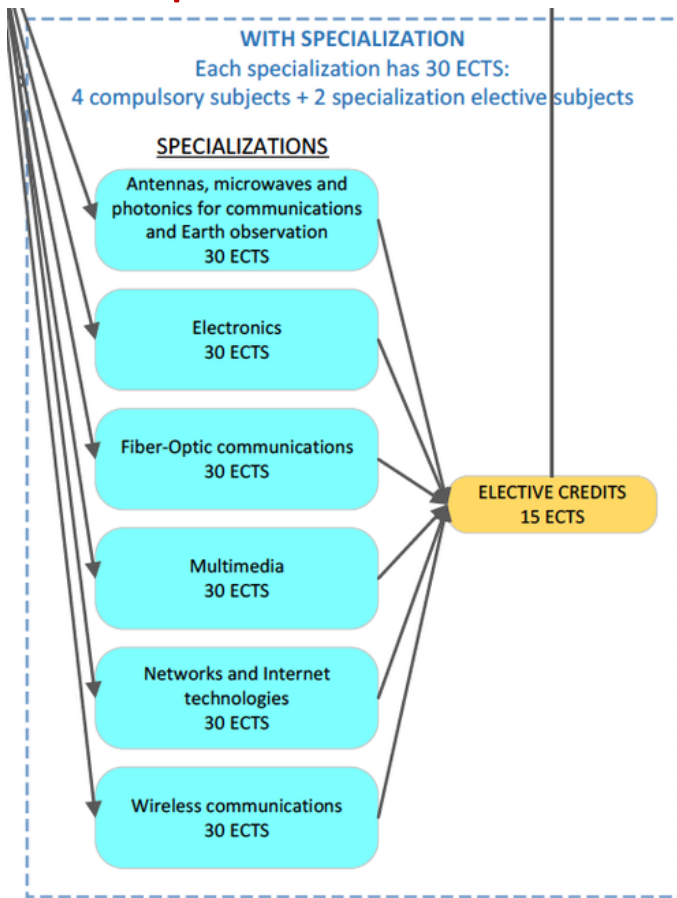 WITH SPECIALIZATION
Each specialization has 30 ECTS:
4 compulsory subjects + 2 specialization elective subjects
SPECIALIZATIONS
Antennas, microwaves and
photonics for communications
and Earth observation
30 ECTS
Electronics
30 ECTS
Fiber-Optic communications
30 ECTS
ELECTIVE CREDITS
15 ECTS
Multimedia
30 ECTS
Networks and Internet
technologies
30 ECTS
Wireless communications
30 ECTS